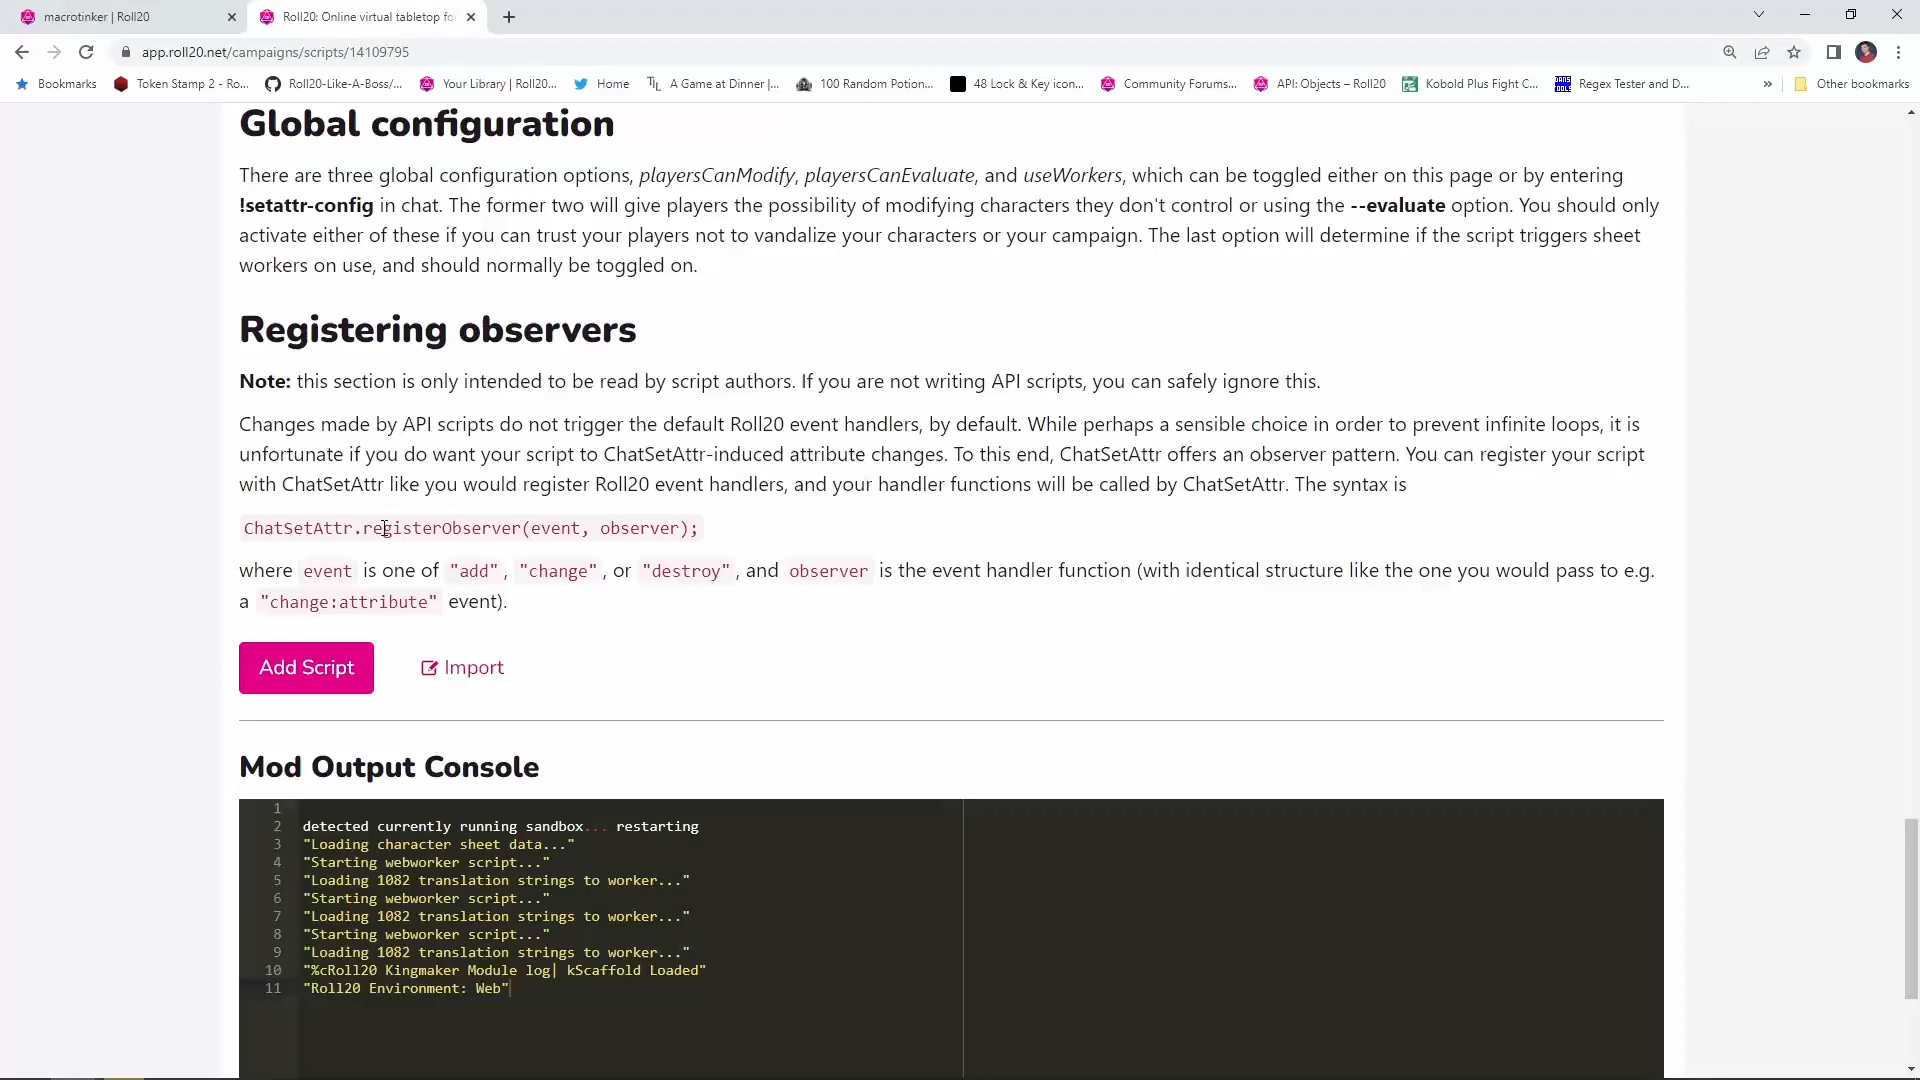 macrotinker | Roll20
Roll20: Online virtual tabletop fo
app.roll20.net/campaigns/scripts/14109795
Bookmarks
Token Stamp 2 - Ro...
Roll20-Like-A-Boss/...
Your Library | Roll20...
Home
A Game at Dinner |...
100 Random Potion...
48 Lock & Key icon...
Community Forums...
API: Objects – Roll20
Kobold Plus Fight C...
Regex Tester and D...
»
Other bookmarks
Global configuration
There are three global configuration options, playersCanModify, playersCanEvaluate, and useWorkers, which can be toggled either on this page or by entering
!setattr-config in chat. The former two will give players the possibility of modifying characters they don't control or using the --evaluate option. You should only
activate either of these if you can trust your players not to vandalize your characters or your campaign. The last option will determine if the script triggers sheet
workers on use, and should normally be toggled on.
Registering observers
Note: this section is only intended to be read by script authors. If you are not writing API scripts, you can safely ignore this.
Changes made by API scripts do not trigger the default Roll20 event handlers, by default. While perhaps a sensible choice in order to prevent infinite loops, it is
unfortunate if you do want your script to ChatSetAttr-induced attribute changes. To this end, ChatSetAttr offers an observer pattern. You can register your script
with ChatSetAttr like you would register Roll20 event handlers, and your handler functions will be called by ChatSetAttr. The syntax is
ChatSetAttr.registerObserver(event, observer);
where event is one of "add", "change", or "destroy", and observer is the event handler function (with identical structure like the one you would pass to e.g.
a "change:attribute" event).
Add Script
Import
Mod Output Console
1
2 detected currently running sandbox... restarting
3 "Loading character sheet data..."
4 "Starting webworker script..."
5 "Loading 1082 translation strings to worker..."
6 "Starting webworker script..."
7 "Loading 1082 translation strings to worker..."
8 "Starting webworker script..."
9 "Loading 1082 translation strings to worker..."
10 "%cRoll20 Kingmaker Module log| kScaffold Loaded"
11 "Roll20 Environment: Web"